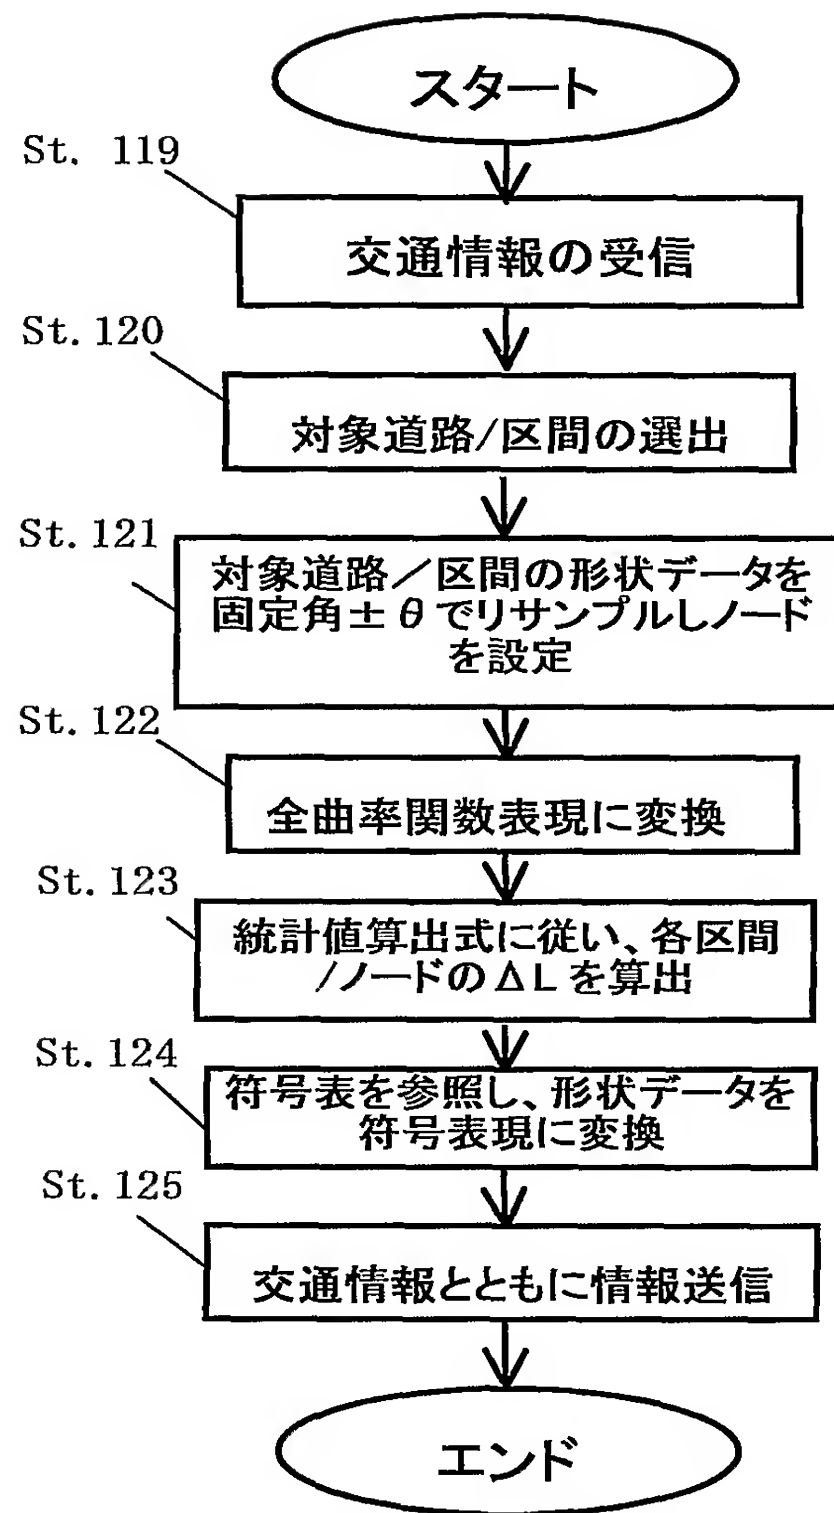 スタート
St. 119
交通情報の受信
St. 120
対象道路/区間の選出
St. 121
対象道路／区間の形状データを
固定角±θでリサンプルしノード
を設定
St. 122
全曲率関数表現に変換
St. 123
統計値算出式に従い、各区間
/ノードのΔLを算出
St. 124
符号表を参照し、形状データを
符号表現に変換
St. 125
交通情報とともに情報送信
エンド